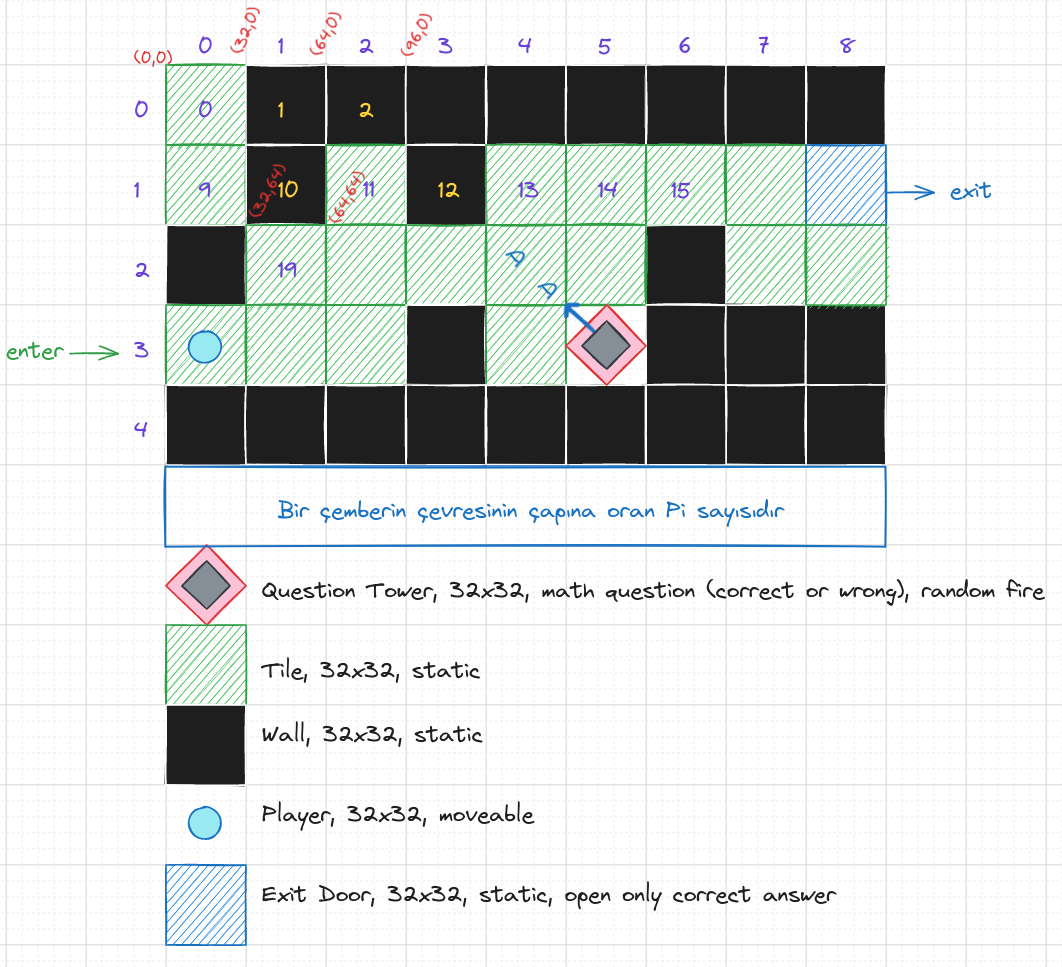 (0,0) 0 (32,0) 1 (64,0) 2 (96,0) 3 4 5 6 7 8
0 0 1 2
1 9 (32,64) 10 (64,64) 11 12 13 14 15 exit
2 19 D
D
enter 3
4
Bir çemberin çevresinin çapına oran Pi sayısıdır
Question Tower, 32x32, math question (correct or wrong), random fire
Tile, 32x32, static
Wall, 32x32, static
Player, 32x32, moveable
Exit Door, 32x32, static, open only correct answer